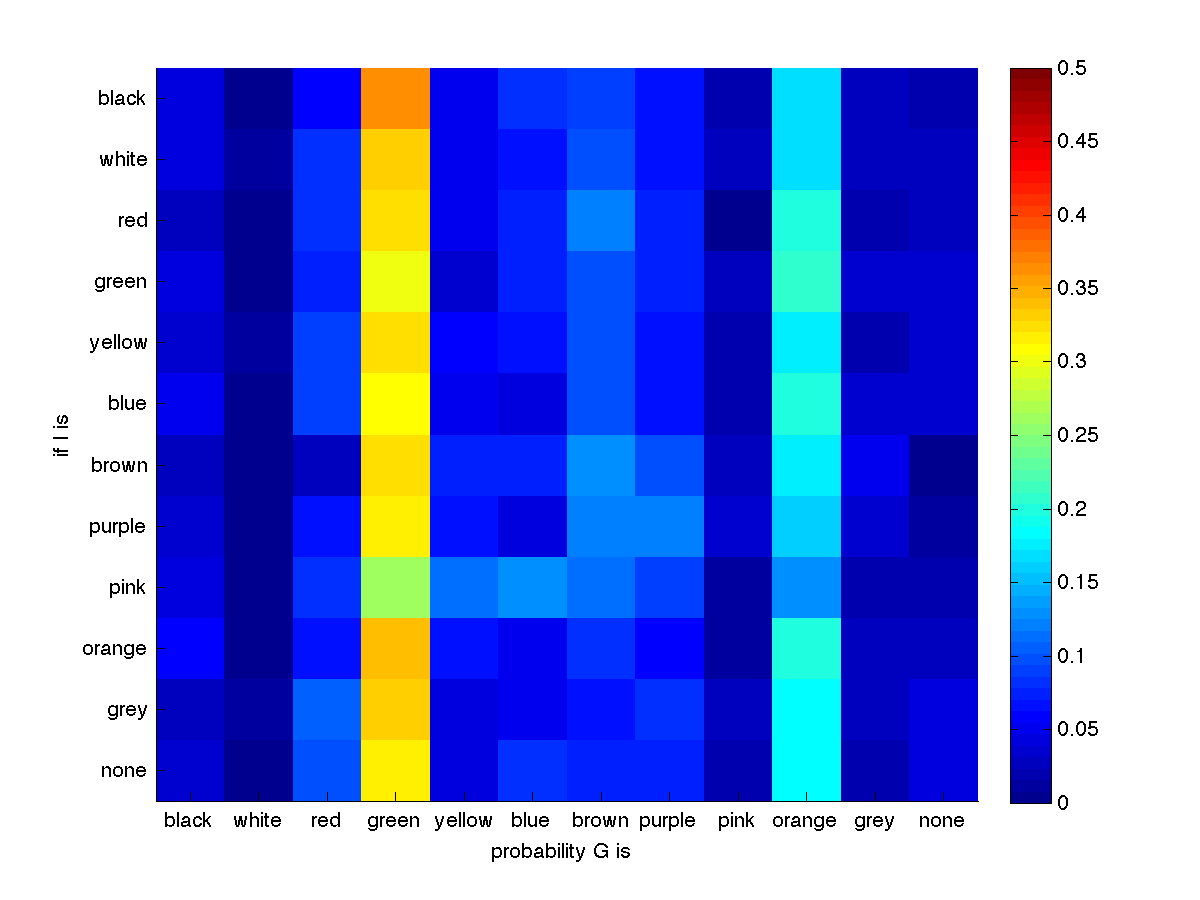 black
white
red
green
yellow
blue
brown
purple
pink
orange
grey
none
if I is
black white red green yellow blue brown purple pink orange grey none
probability G is
0.5
0.45
0.4
0.35
0.3
0.25
0.2
0.15
0.1
0.05
0